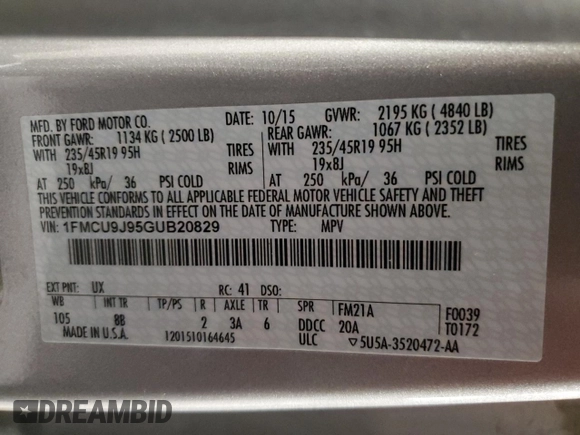 MFD. BY FORD MOTOR CO. DATE: 10/15 GVWR: 2195 KG ( 4840 LB)
FRONT GAWR: 1134 KG ( 2500 LB) REAR GAWR: 1067 KG ( 2352 LB)
WITH 235/45R19 95H TIRES WITH 235/45R19 95H TIRES
19x8J RIMS 19x8J RIMS
AT 250 kPa/ 36 PSI COLD AT 250 kPa/ 36 PSI COLD
THIS VEHICLE CONFORMS TO ALL APPLICABLE FEDERAL MOTOR VEHICLE SAFETY AND THEFT
PREVENTION STANDARDS IN EFFECT ON THE DATE OF MANUFACTURE SHOWN ABOVE.
VIN: 1FMCU9J95GUB20829 TYPE: MPV
EXT PNT: UX RC: 41 DSO:
WB INT TR TP/PS R AXLE TR SPR FM21A F0039
105 8B 2 3A 6 DDCC 20A T0172
MADE IN U.S.A. 1201510164645 ULC ▽5U5A-3520472-AA
DREAMBID